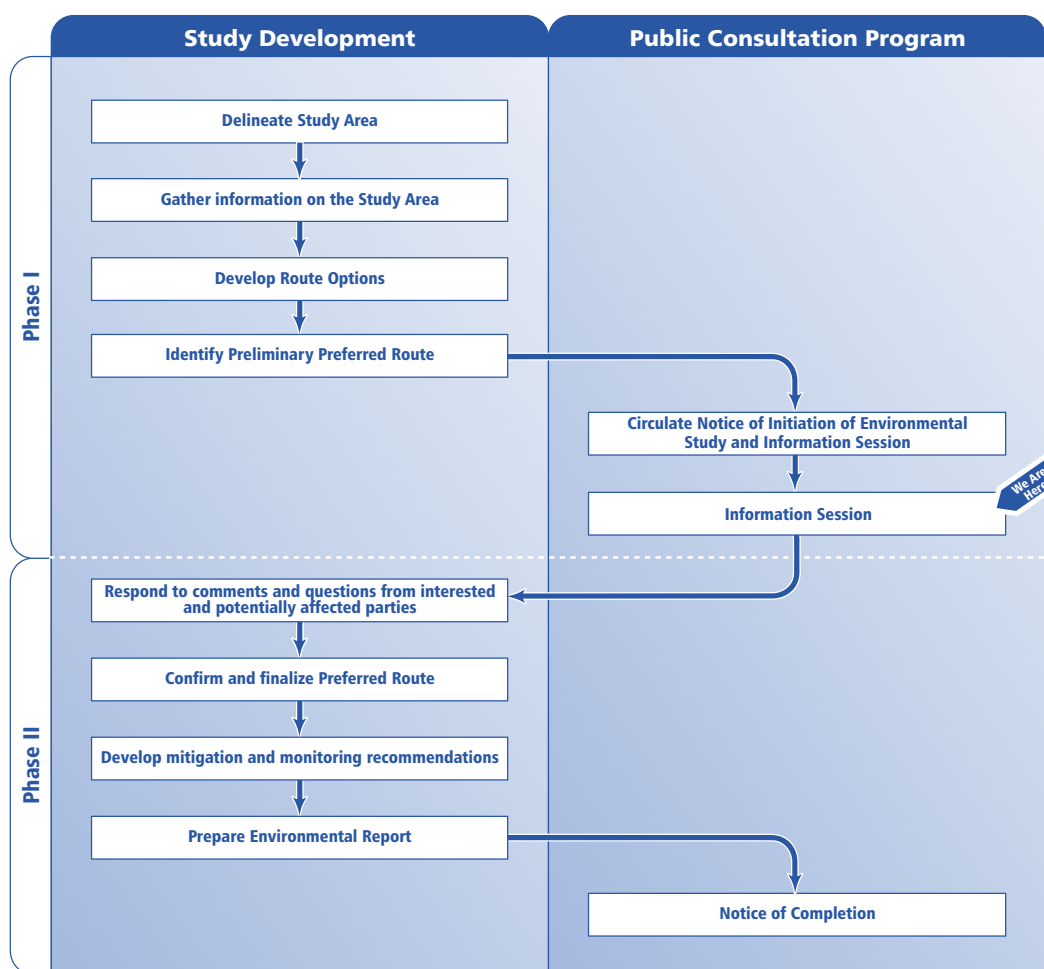 Study Development
Public Consultation Program
Phase I
Delineate Study Area
Gather information on the Study Area
Develop Route Options
Identify Preliminary Preferred Route
Circulate Notice of Initiation of Environmental
Study and Information Session
We Are
Here
Information Session
Phase II
Respond to comments and questions from interested
and potentially affected parties
Confirm and finalize Preferred Route
Develop mitigation and monitoring recommendations
Prepare Environmental Report
Notice of Completion